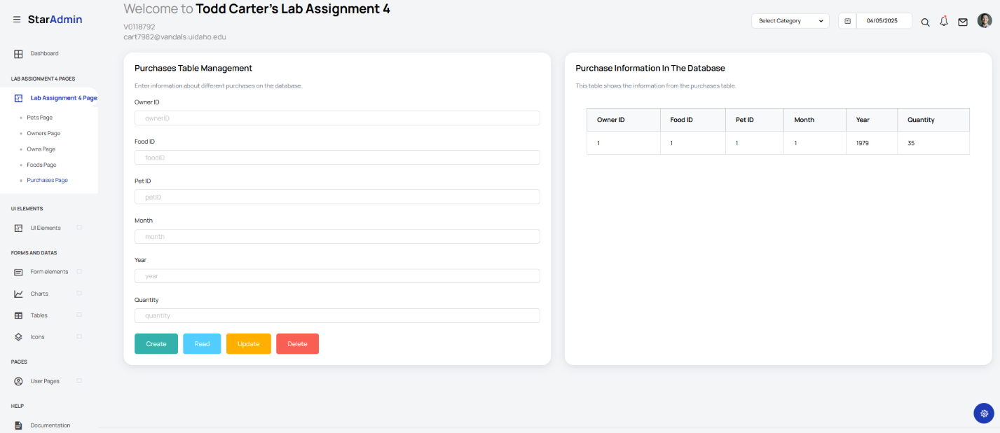 StarAdmin
Welcome to Todd Carter's Lab Assignment 4
V0118792
cart7982@vandals.uidaho.edu
Select Category
04/05/2025
Dashboard
LAB ASSIGNMENT 4 PAGES
Lab Assignment 4 Page
Pets Page
Owners Page
Owns Page
Foods Page
Purchases Page
UI ELEMENTS
UI Elements
FORMS AND DATAS
Form elements
Charts
Tables
Icons
PAGES
User Pages
HELP
Documentation
Purchases Table Management
Enter information about different purchases on the database.
Owner ID
ownerID
Food ID
foodID
Pet ID
petID
Month
month
Year
year
Quantity
quantity
Create Read Update Delete
Purchase Information In The Database
This table shows the information from the purchases table.
Owner ID Food ID Pet ID Month Year Quantity
1 1 1 1 1979 35